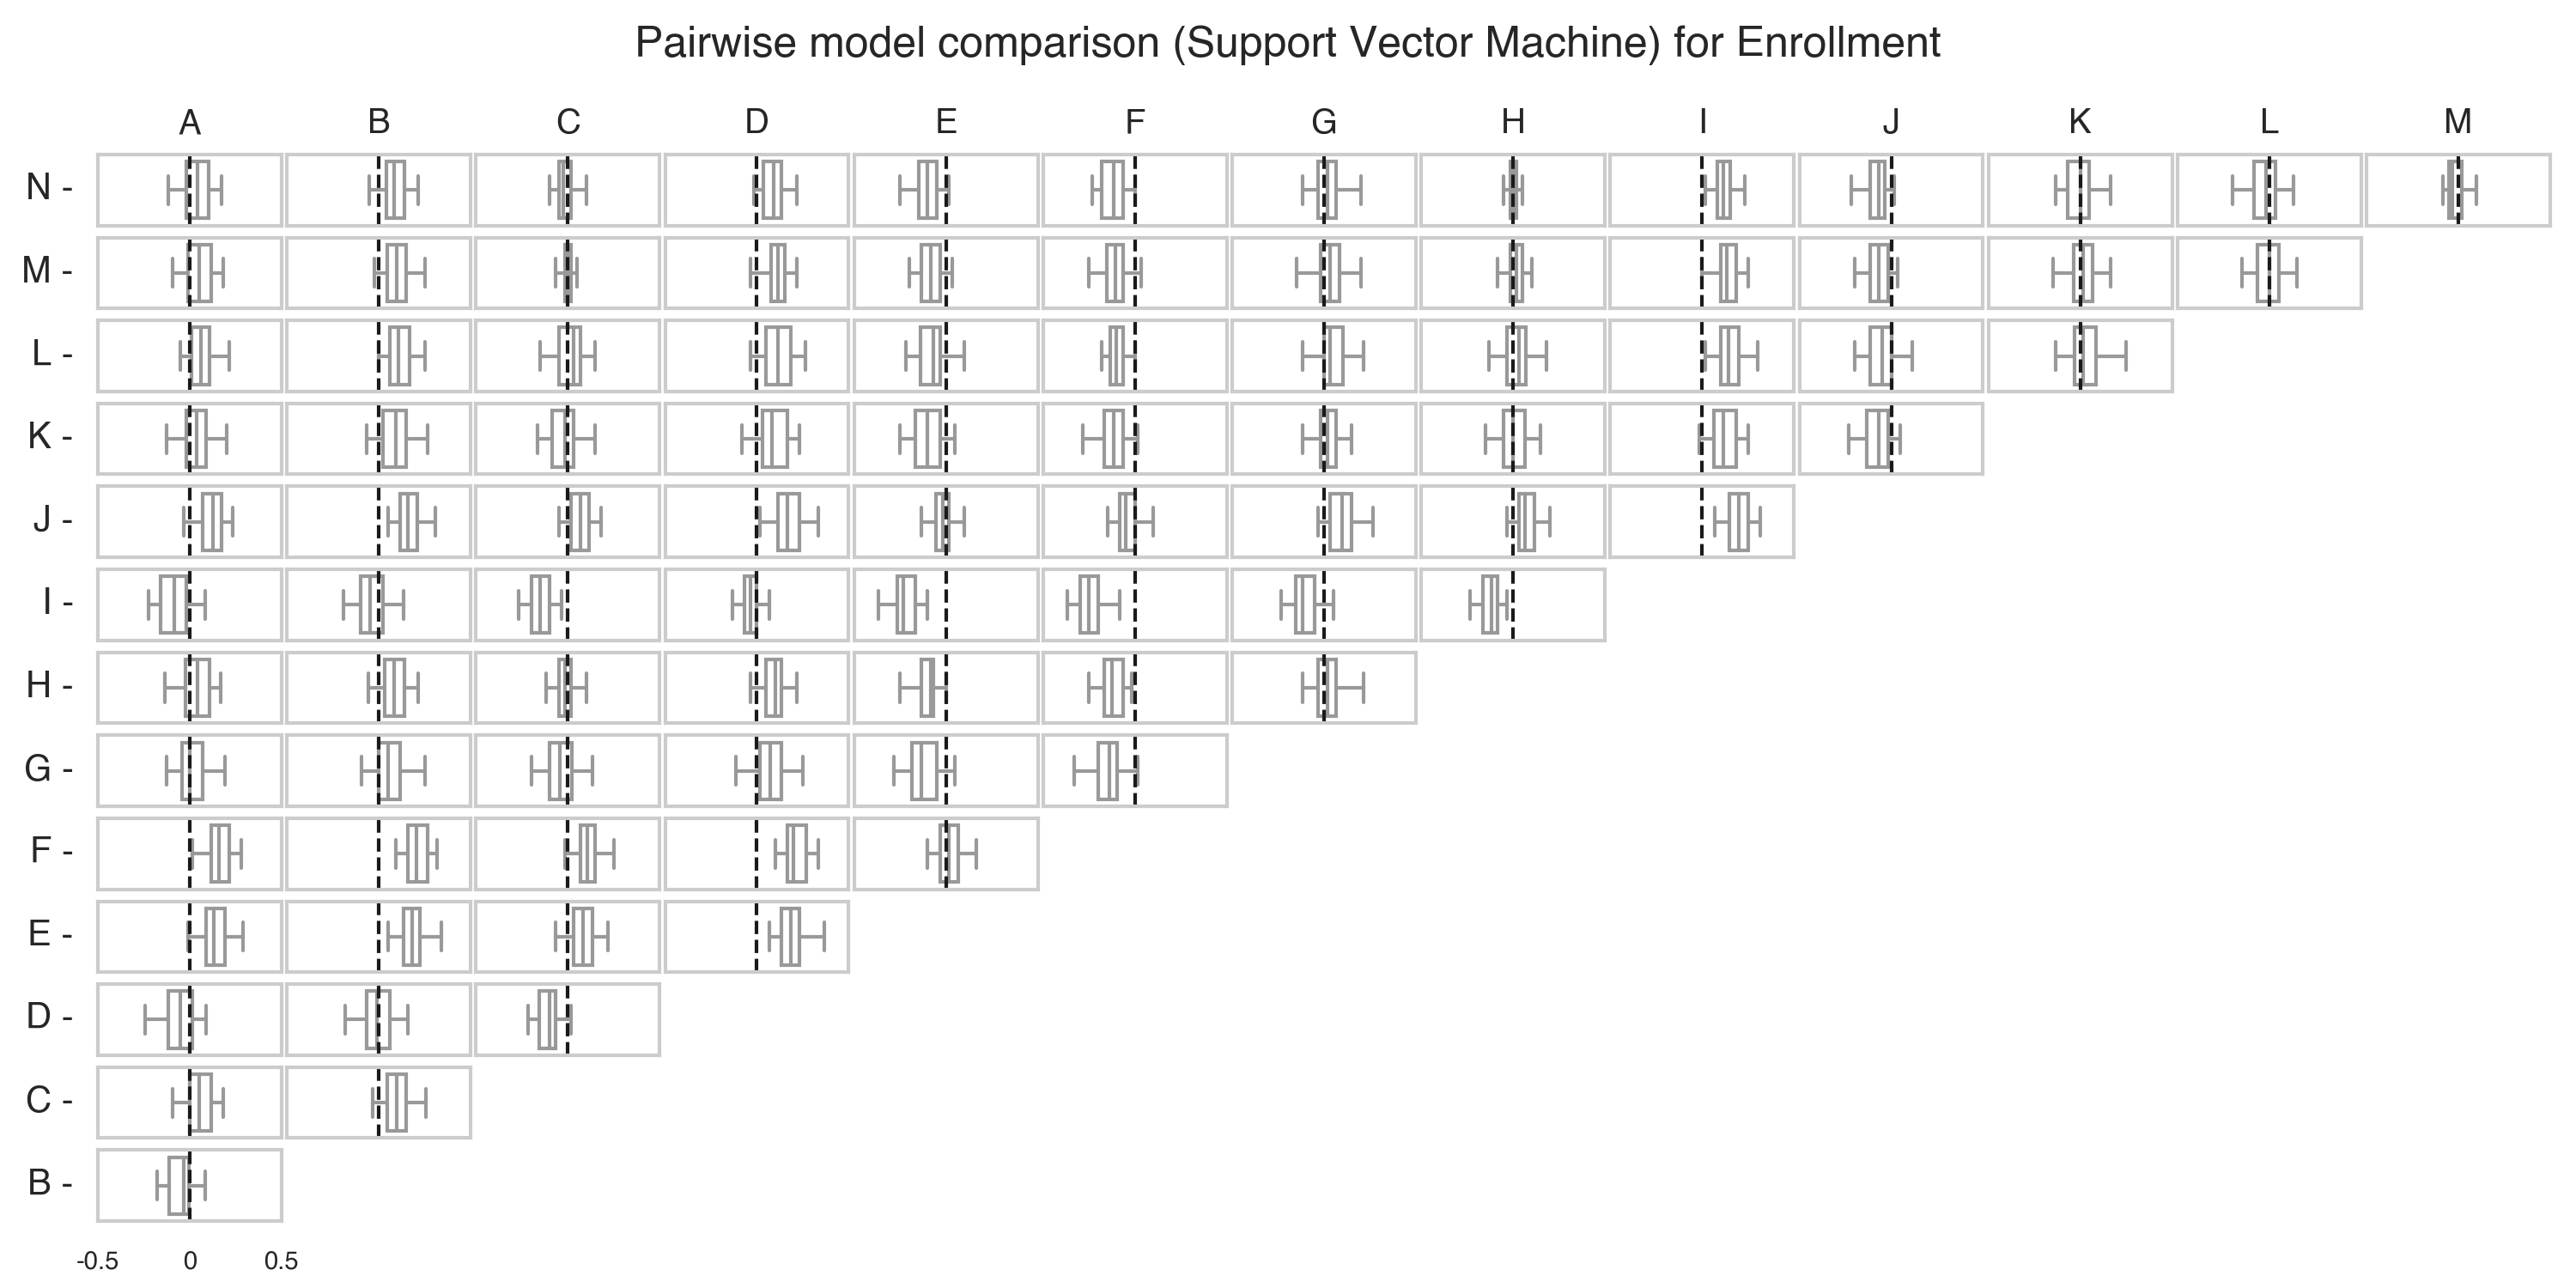 Pairwise model comparison (Support Vector Machine) for Enrollment
A B C D E F G H I J K L M
N -
M -
L -
K -
J -
I -
H -
G -
F -
E -
D -
C -
B -
-0.5 0 0.5